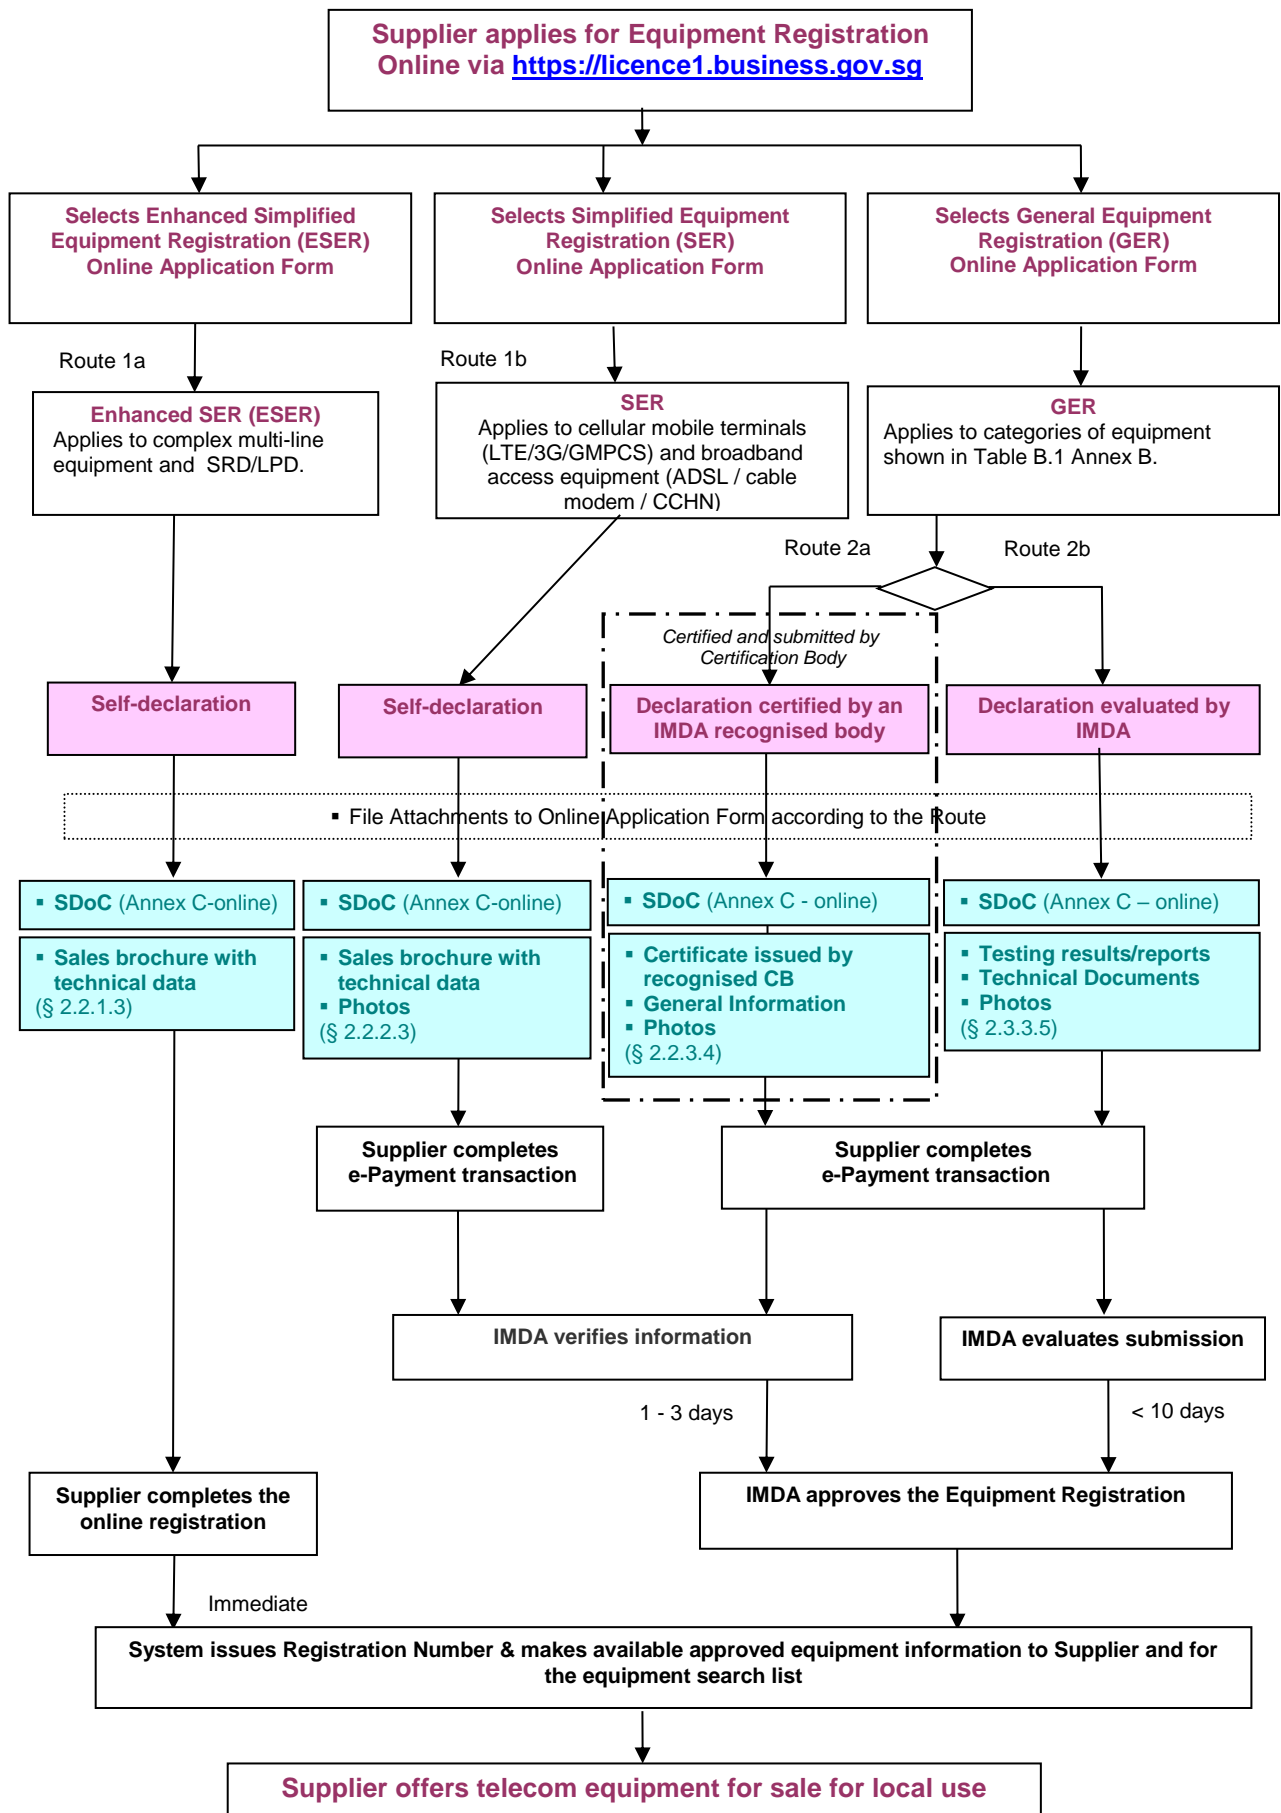 Supplier applies for Equipment Registration
Online via https://licence1.business.gov.sg
Selects Enhanced Simplified
Equipment Registration (ESER)
Online Application Form
Selects Simplified Equipment
Registration (SER)
Online Application Form
Selects General Equipment
Registration (GER)
Online Application Form
Route 1a
Route 1b
Enhanced SER (ESER)
Applies to complex multi-line
equipment and SRD/LPD.
SER
Applies to cellular mobile terminals
(LTE/3G/GMPCS) and broadband
access equipment (ADSL / cable
modem / CCHN)
GER
Applies to categories of equipment
shown in Table B.1 Annex B.
Route 2a
Route 2b
Certified and submitted by
Certification Body
Self-declaration
Self-declaration
Declaration certified by an
IMDA recognised body
Declaration evaluated by
IMDA
▪ File Attachments to Online Application Form according to the Route
▪ SDoC (Annex C-online)
▪ SDoC (Annex C-online)
▪ SDoC (Annex C - online)
▪ SDoC (Annex C – online)
▪ Sales brochure with
technical data
(§ 2.2.1.3)
▪ Sales brochure with
technical data
▪ Photos
(§ 2.2.2.3)
▪ Certificate issued by
recognised CB
▪ General Information
▪ Photos
(§ 2.2.3.4)
▪ Testing results/reports
▪ Technical Documents
▪ Photos
(§ 2.3.3.5)
Supplier completes
e-Payment transaction
Supplier completes
e-Payment transaction
IMDA verifies information
IMDA evaluates submission
1 - 3 days
< 10 days
Supplier completes the
online registration
IMDA approves the Equipment Registration
Immediate
System issues Registration Number & makes available approved equipment information to Supplier and for
the equipment search list
Supplier offers telecom equipment for sale for local use